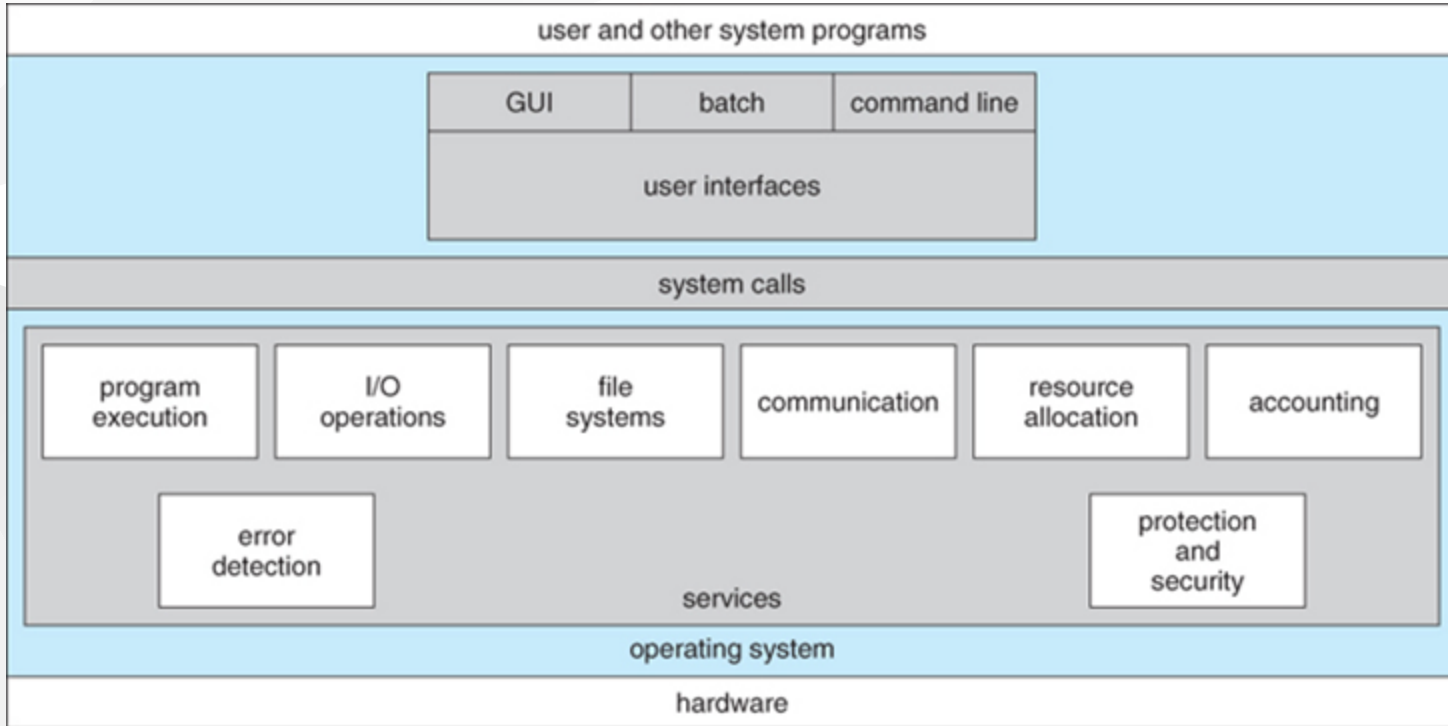 user and other system programs
GUI
batch
command line
user interfaces
system calls
program
execution
I/O
operations
file
systems
communication
resource
allocation
accounting
error
detection
protection
and
security
services
operating system
hardware